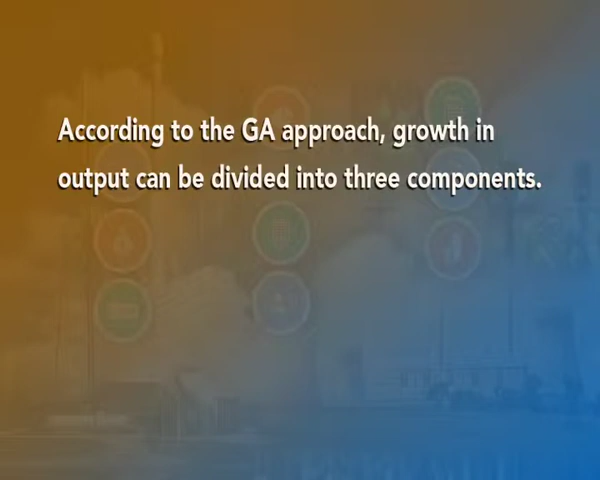 According to the GA approach, growth in
output can be divided into three components.